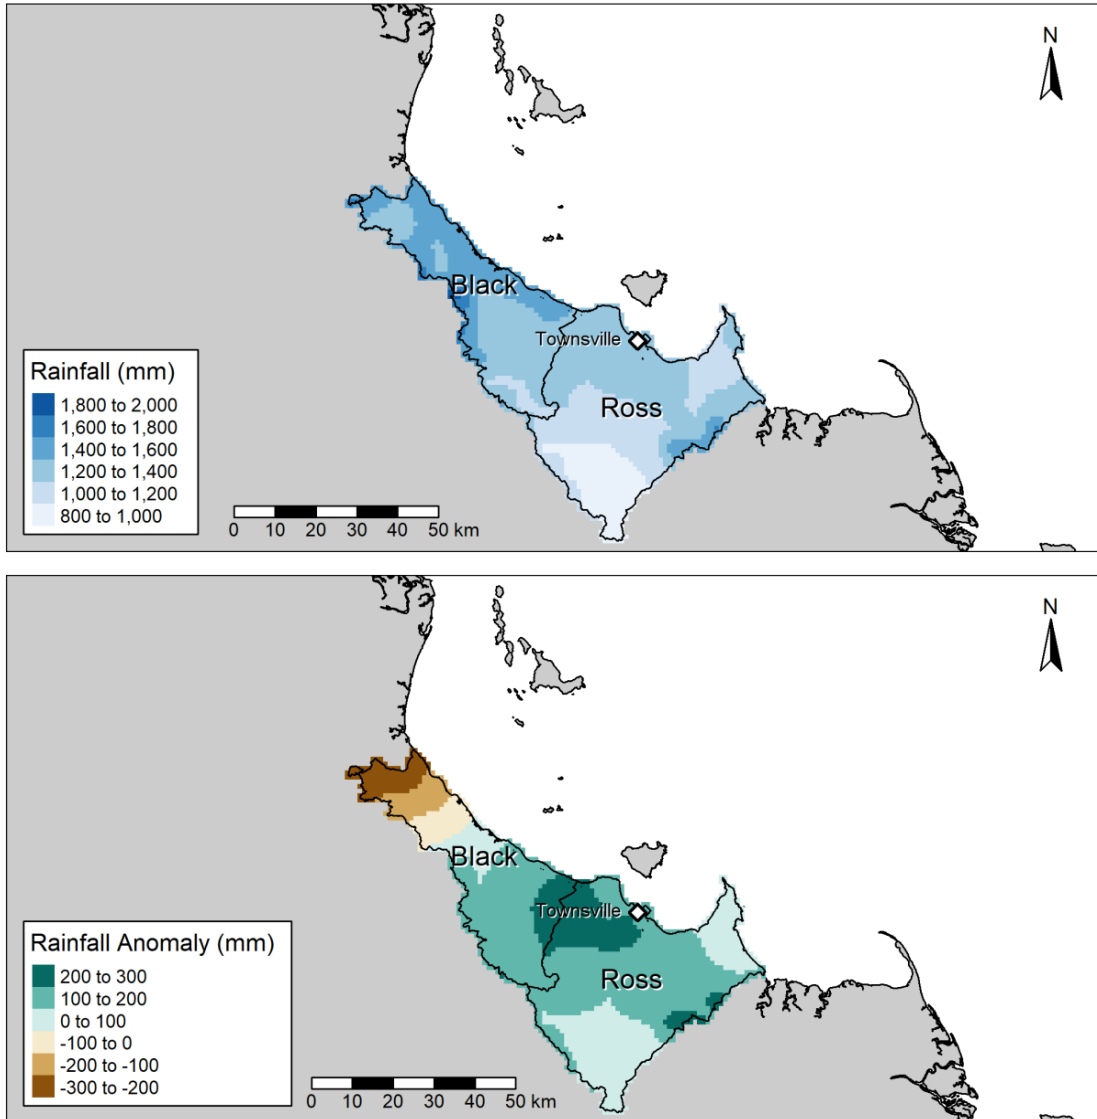 N
Black
Townsville
Ross
Rainfall (mm)
1,800 to 2,000
1,600 to 1,800
1,400 to 1,600
1,200 to 1,400
1,000 to 1,200
800 to 1,000
0 10 20 30 40 50 km
N
Black
Townsville
Ross
Rainfall Anomaly (mm)
200 to 300
100 to 200
0 to 100
-100 to 0
-200 to -100
-300 to -200
0 10 20 30 40 50 km